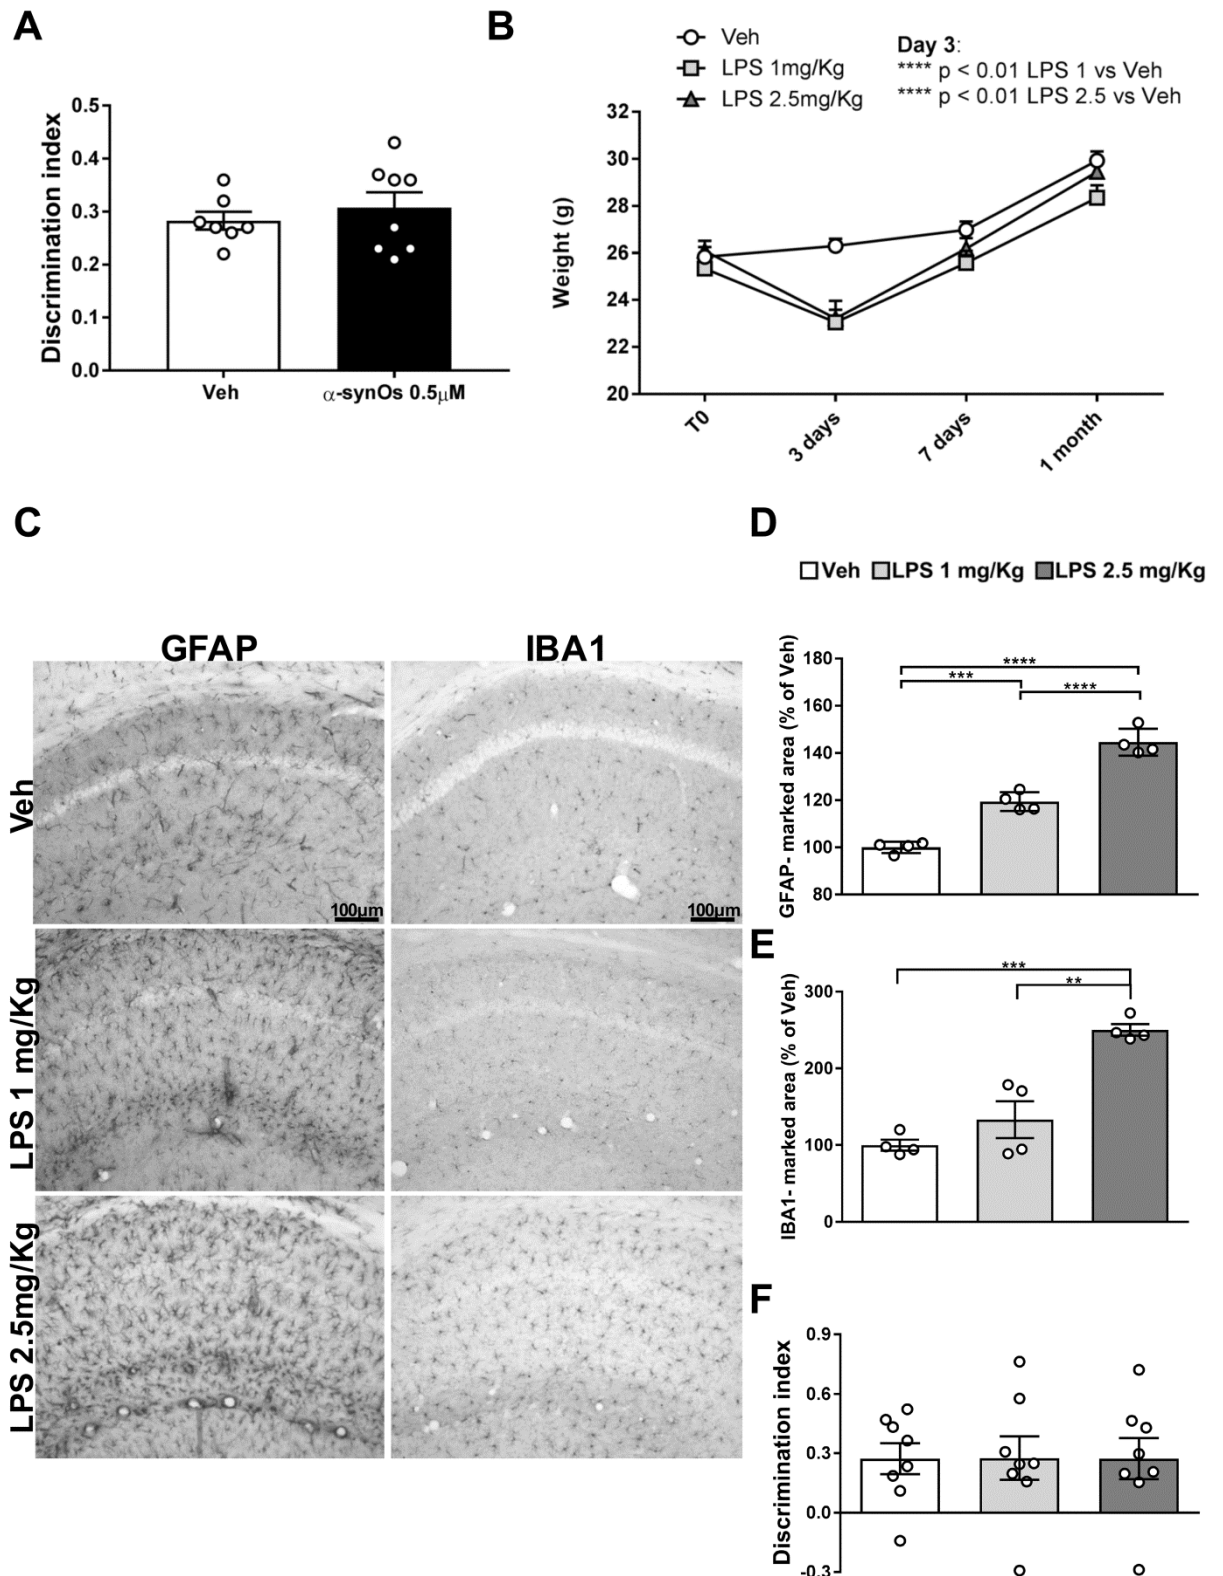 A
Discrimination index
0.5
0.4
0.3
0.2
0.1
0.0
Veh
α-synOs 0.5μM
B
Veh
LPS 1mg/Kg
LPS 2.5mg/Kg
Day 3:
**** p < 0.01 LPS 1 vs Veh
**** p < 0.01 LPS 2.5 vs Veh
Weight (g)
32
30
28
26
24
22
20
T0
3 days
7 days
1 month
C
GFAP
IBA1
Veh
100μm
100μm
LPS 1 mg/Kg
LPS 2.5mg/Kg
D
Veh LPS 1 mg/Kg LPS 2.5 mg/Kg
GFAP- marked area (% of Veh)
180
160
140
120
100
80
****
***
****
E
IBA1- marked area (% of Veh)
300
200
100
0
***
**
F
Discrimination index
0.9
0.6
0.3
0.0
-0.3